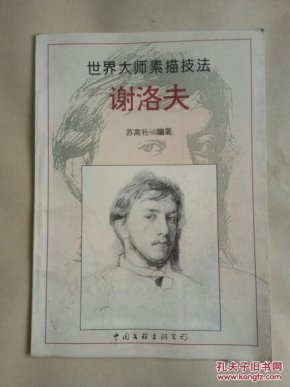 世界大师素描技法
谢洛夫
苏高礼 编著
中国文联出版公司
孔夫子旧书网